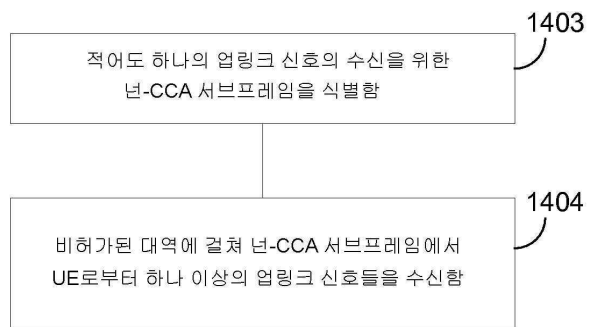 1403
적어도 하나의 업링크 신호의 수신을 위한
넌-CCA 서브프레임을 식별함
1404
비허가된 대역에 걸쳐 넌-CCA 서브프레임에서
UE로부터 하나 이상의 업링크 신호들을 수신함